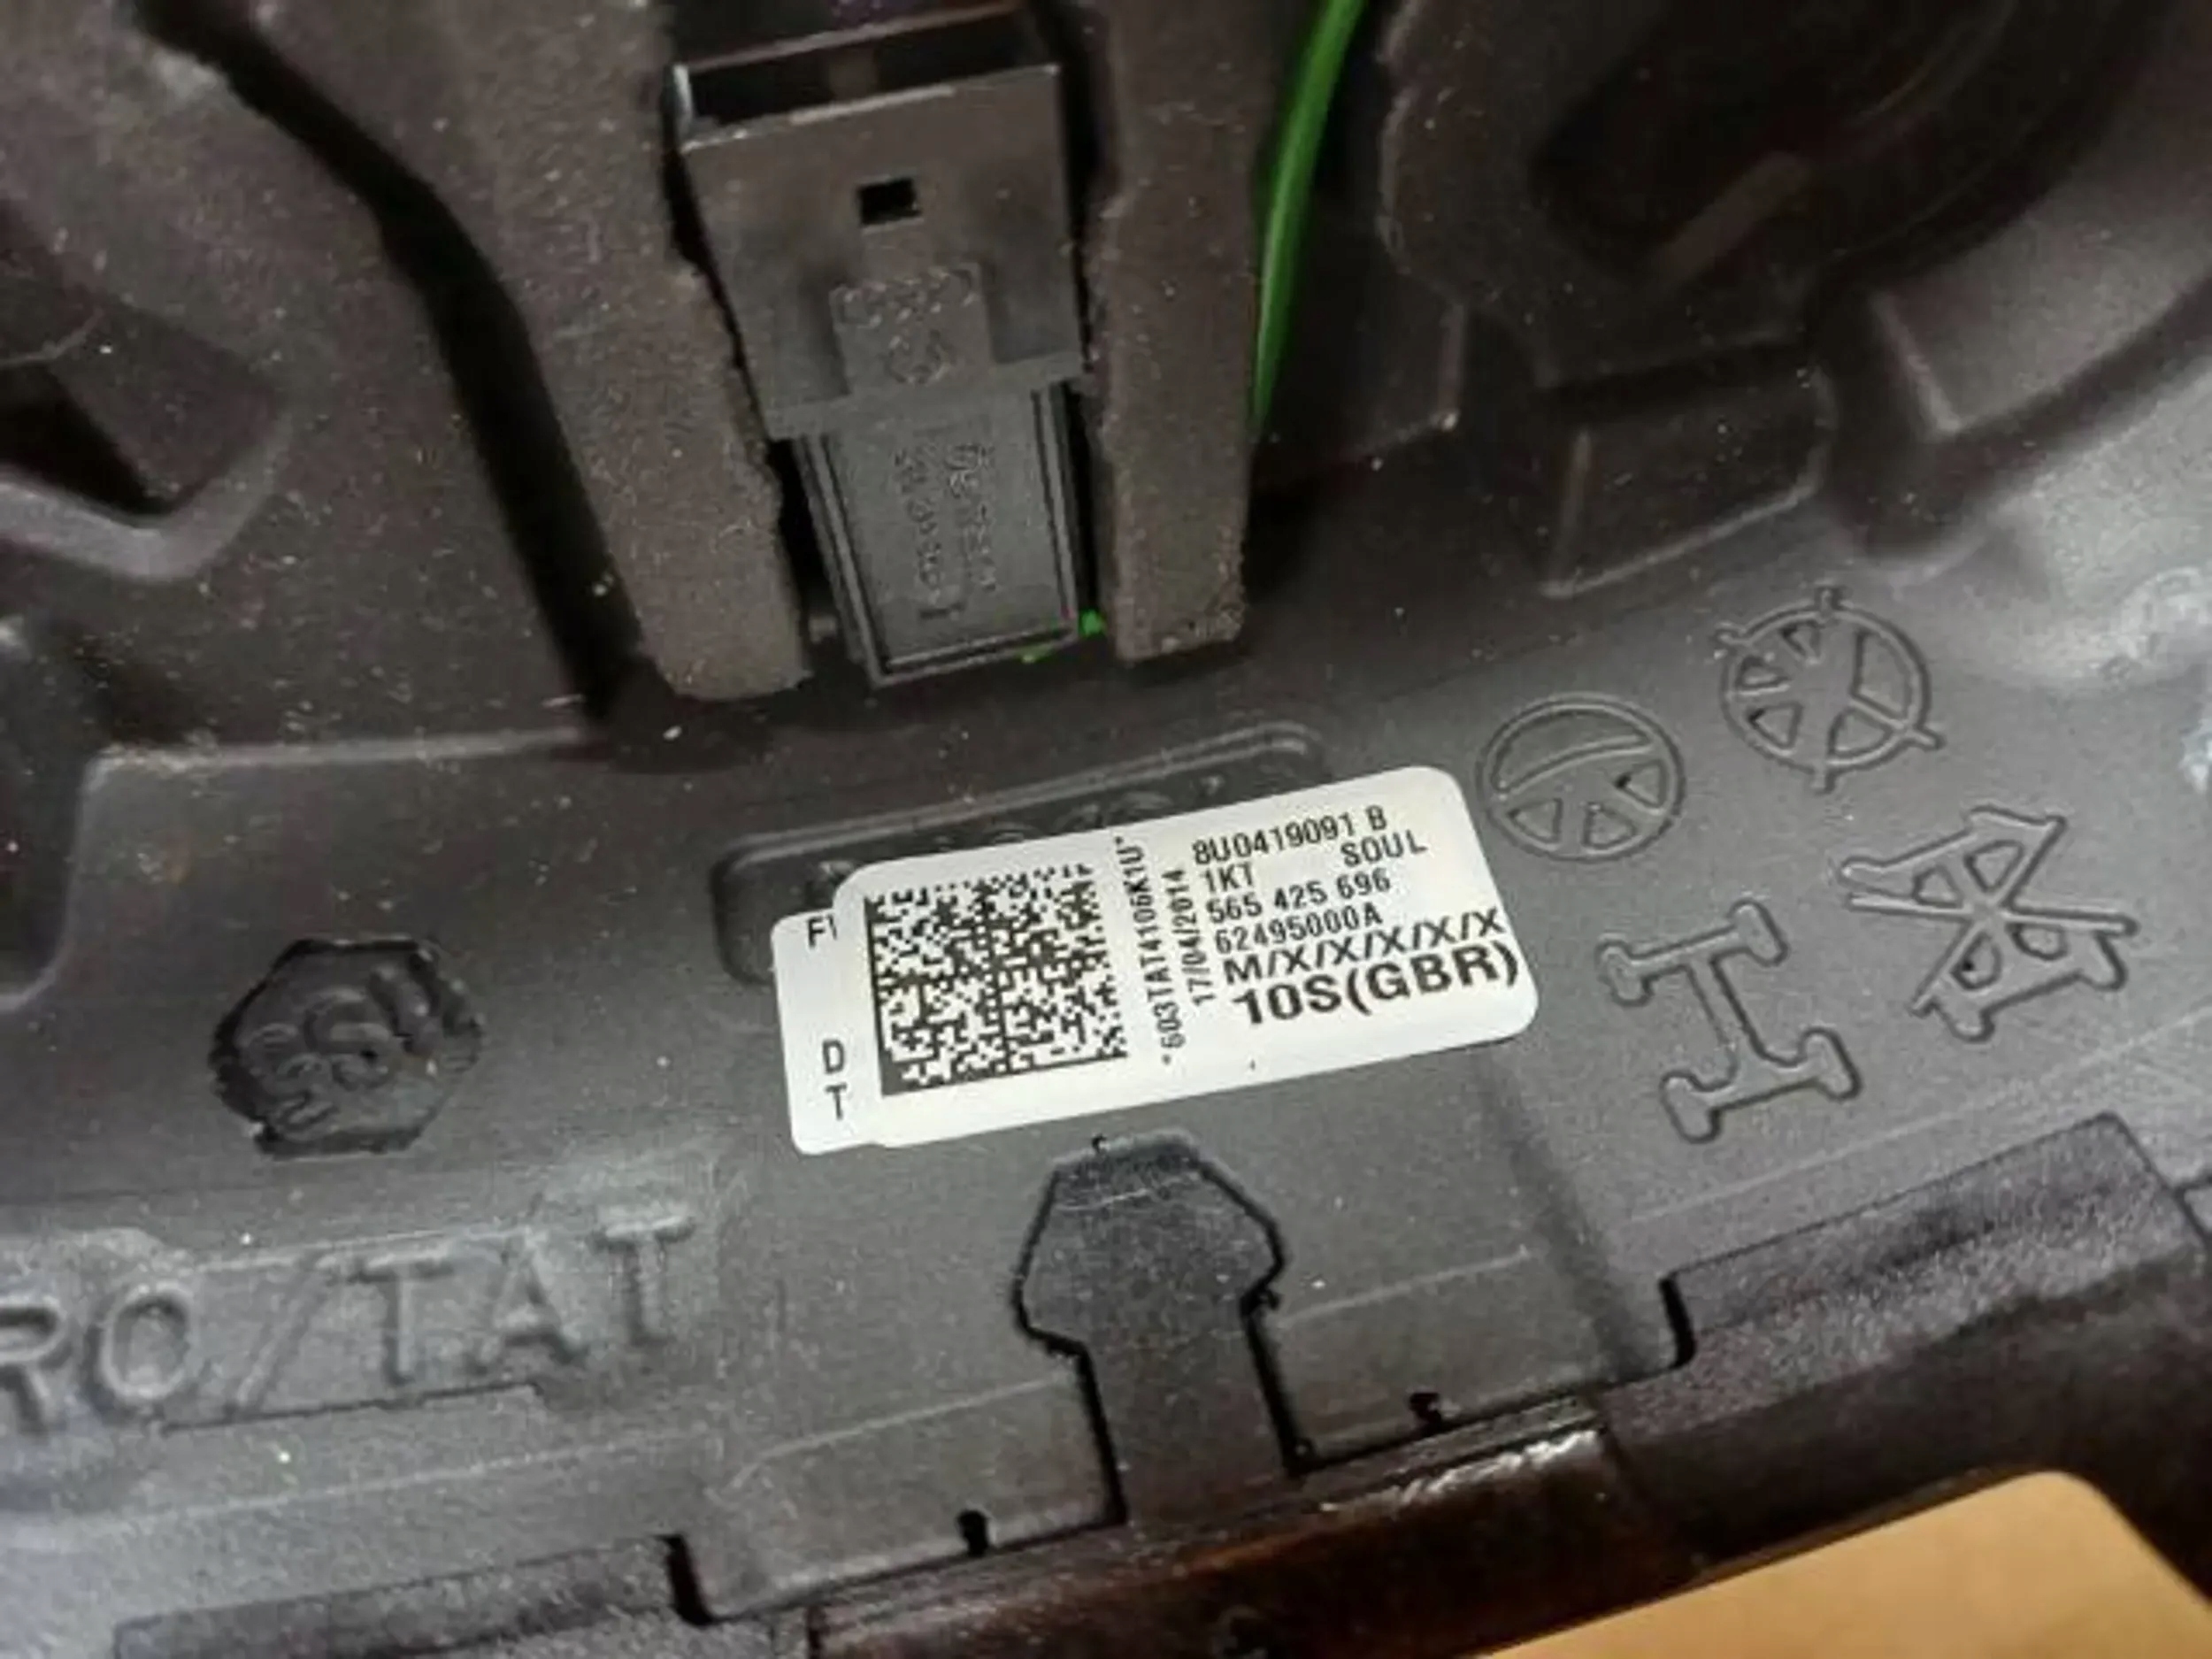 8U0419091 B
1KT SOUL
565 425 696
62495000A
M/X/X/X/X/X
10S(GBR)
17/04/2014
*603TAT4106K1U*
F
D
T
RO/TAT